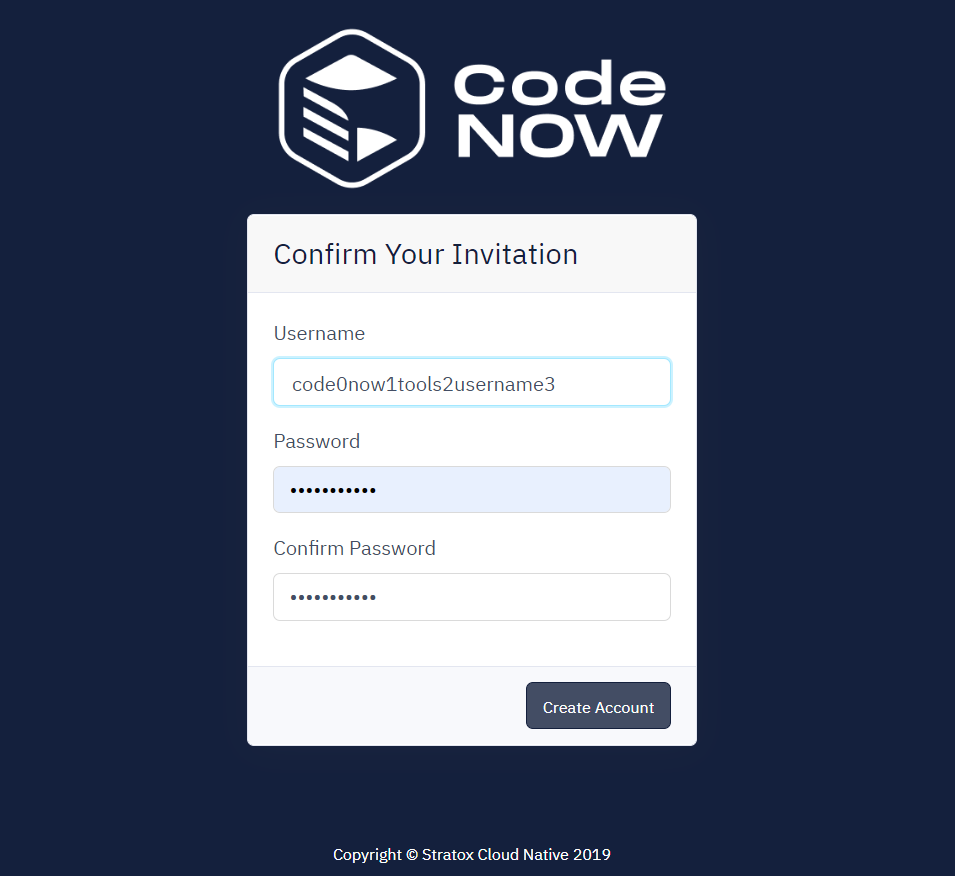 Code
NOW
Confirm Your Invitation
Username
code0now1tools2username3
Password
•••••••••••
Confirm Password
•••••••••••
Create Account
Copyright © Stratox Cloud Native 2019